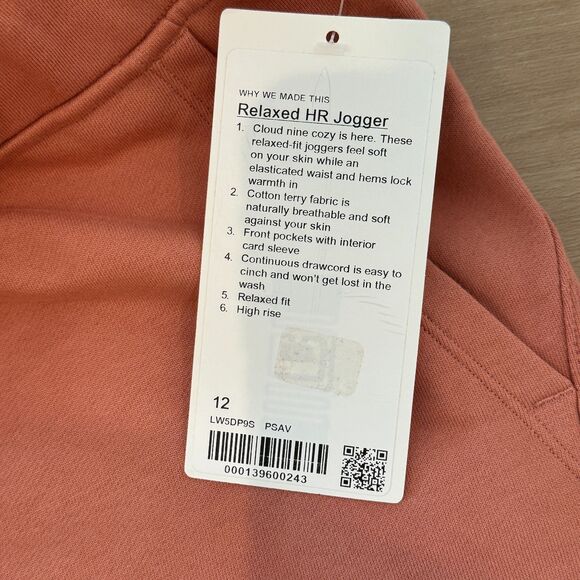 WHY WE MADE THIS
Relaxed HR Jogger
1. Cloud nine cozy is here. These
relaxed-fit joggers feel soft
on your skin while an
elasticated waist and hems lock
warmth in
2. Cotton terry fabric is
naturally breathable and soft
against your skin
3. Front pockets with interior
card sleeve
4. Continuous drawcord is easy to
cinch and won't get lost in the
wash
5. Relaxed fit
6. High rise
12
LW5DP9S PSAV
000139600243